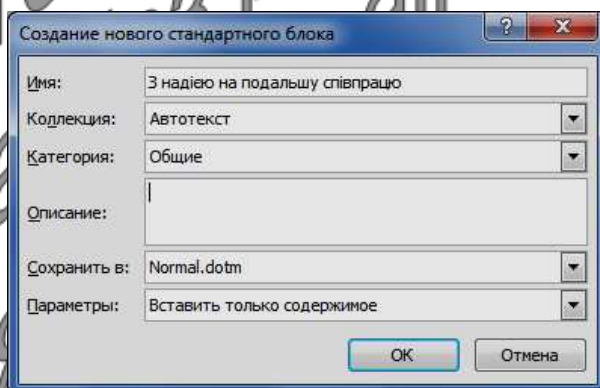 Создание нового стандартного блока
Имя: З надією на подальшу співпрацю
Коллекция: Автотекст
Категория: Общие
Описание:
Сохранить в: Normal.dotm
Параметры: Вставить только содержимое
ОК Отмена